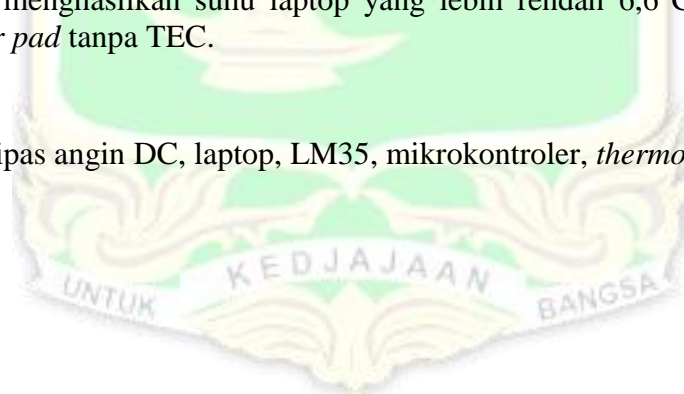 menghasilkan suhu laptop yang lebih rendah 6,6
r pad tanpa TEC.
ipas angin DC, laptop, LM35, mikrokontroler, thermo
UNTUK KEDJAJAAN BANGSA